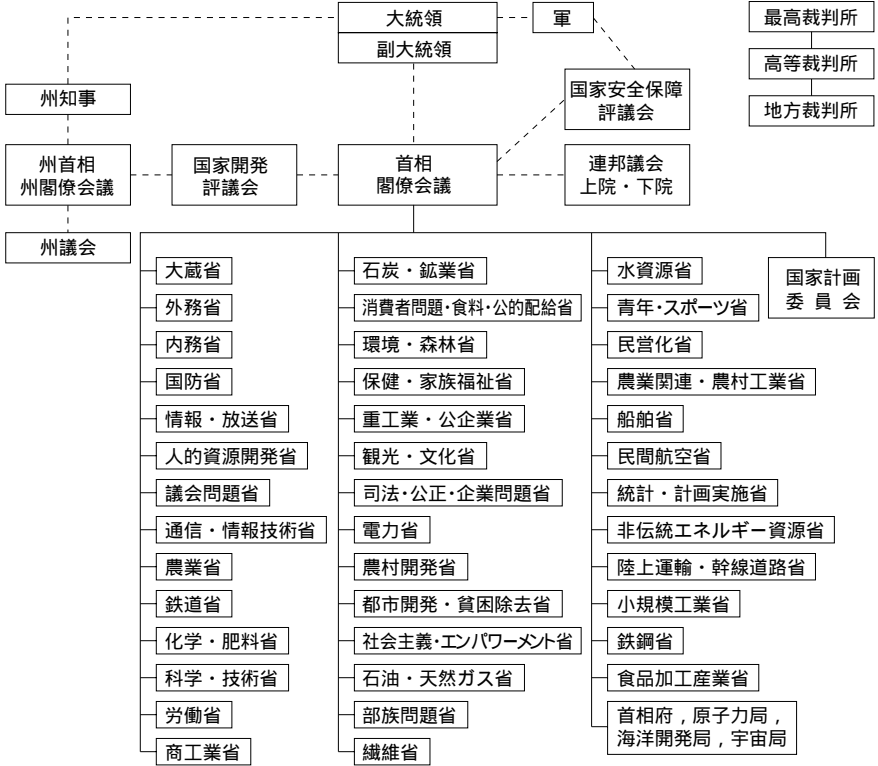 大統領
副大統領
軍
最高裁判所
高等裁判所
地方裁判所
州知事
国家安全保障
評議会
州首相
州閣僚会議
国家開発
評議会
首相
閣僚会議
連邦議会
上院・下院
州議会
大蔵省
外務省
内務省
国防省
情報・放送省
人的資源開発省
議会問題省
通信・情報技術省
農業省
鉄道省
化学・肥料省
科学・技術省
労働省
商工業省
石炭・鉱業省
消費者問題・食料・公的配給省
環境・森林省
保健・家族福祉省
重工業・公企業省
観光・文化省
司法・公正・企業問題省
電力省
農村開発省
都市開発・貧困除去省
社会主義・エンパワーメント省
石油・天然ガス省
部族問題省
繊維省
水資源省
青年・スポーツ省
民営化省
農業関連・農村工業省
船舶省
民間航空省
統計・計画実施省
非伝統エネルギー資源省
陸上運輸・幹線道路省
小規模工業省
鉄鋼省
食品加工産業省
首相府，原子力局，
海洋開発局，宇宙局
国家計画
委員会